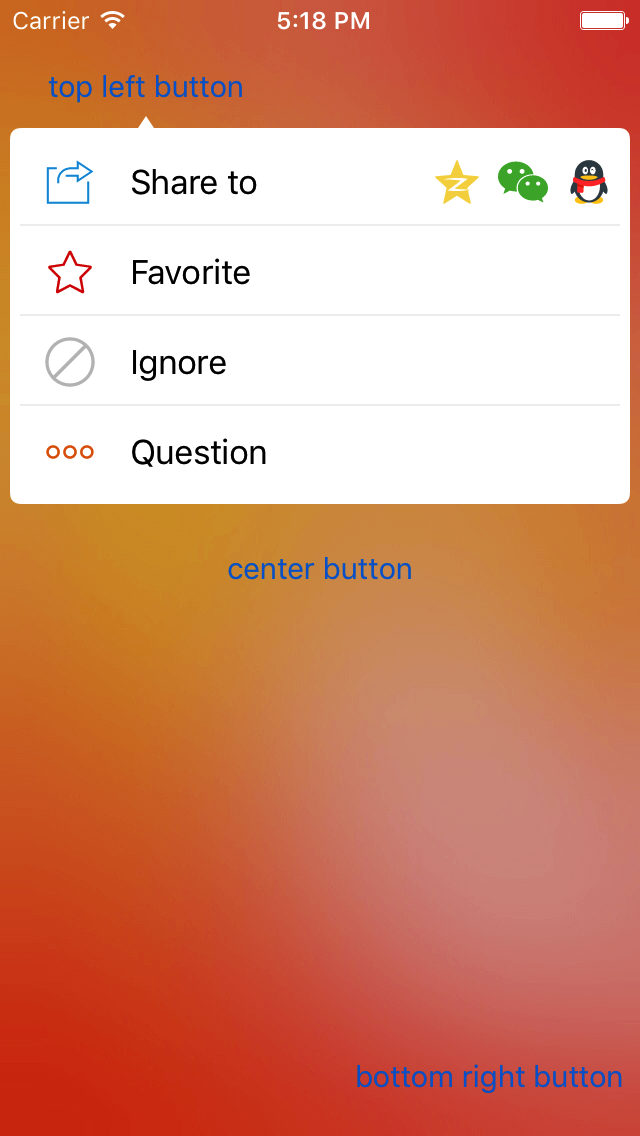 Carrier 5:18 PM
top left button
Share to
Favorite
Ignore
Question
center button
bottom right button